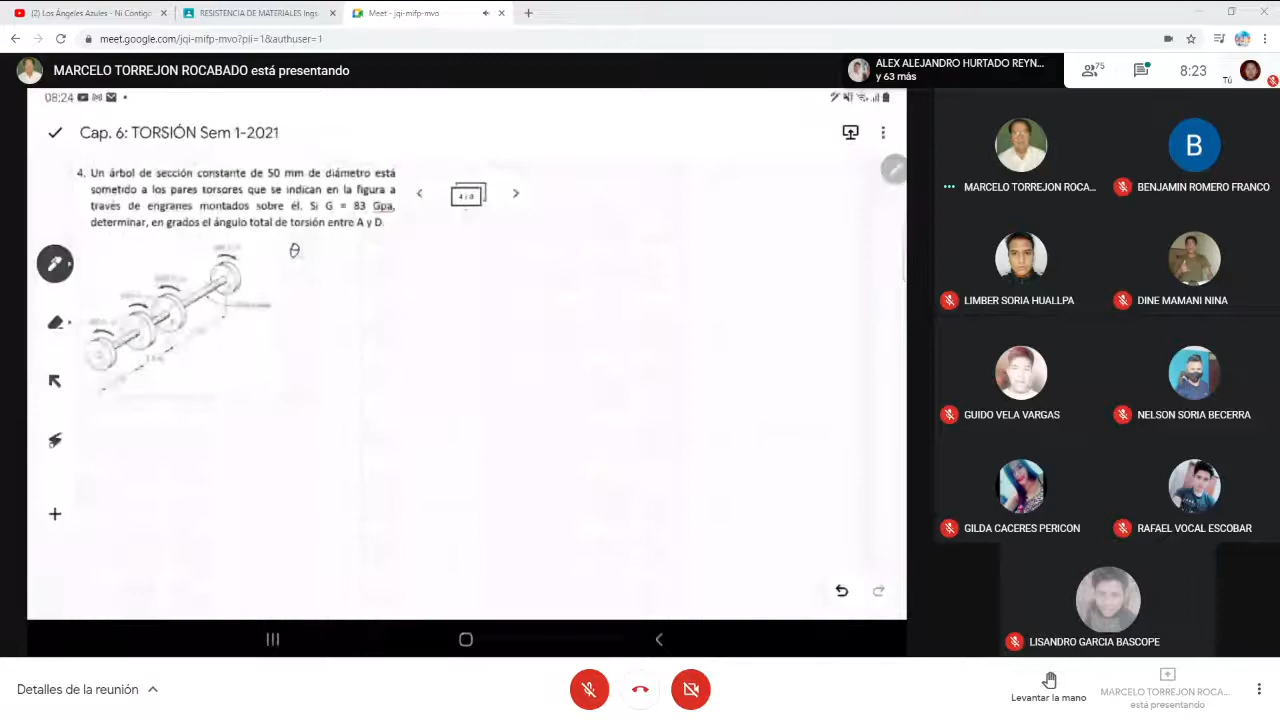 (2) Los Ángeles Azules - Ni Contigo
RESISTENCIA DE MATERIALES Ings
Meet - jqi-mifp-mvo
meet.google.com/jqi-mifp-mvo?pli=1&authuser=1
MARCELO TORREJON ROCABADO está presentando
ALEX ALEJANDRO HURTADO REYN...
y 63 más
75
8:23
Tú
08:24
Cap. 6: TORSIÓN Sem 1-2021
4. Un árbol de sección constante de 50 mm de diámetro está
sometido a los pares torsores que se indican en la figura a
través de engranes montados sobre él. Si G = 83 Gpa,
determinar, en grados el ángulo total de torsión entre A y D.
θ
MARCELO TORREJON ROCA...
B
BENJAMIN ROMERO FRANCO
LIMBER SORIA HUALLPA
DINE MAMANI NINA
GUIDO VELA VARGAS
NELSON SORIA BECERRA
GILDA CACERES PERICON
RAFAEL VOCAL ESCOBAR
LISANDRO GARCIA BASCOPE
Detalles de la reunión
Levantar la mano
MARCELO TORREJON ROCA...
está presentando